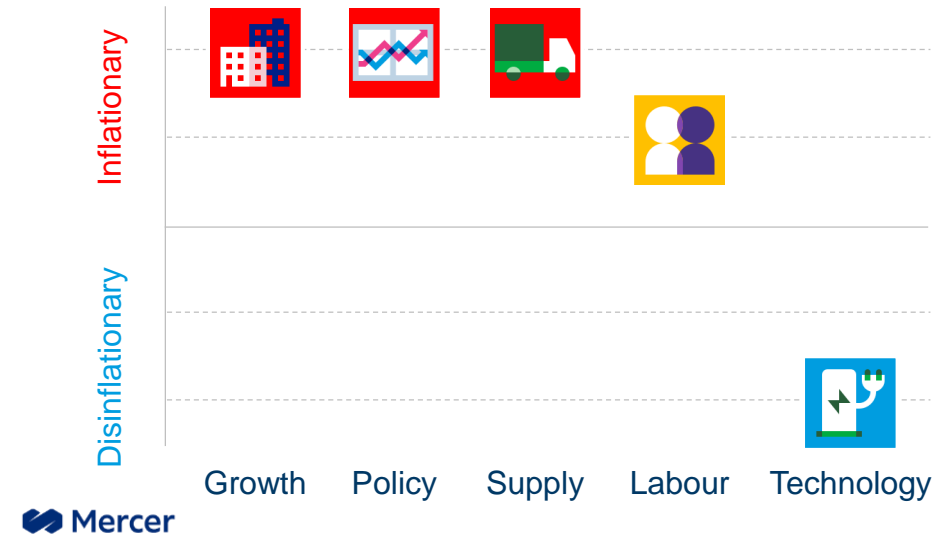 Inflationary
Disinflationary
Growth Policy Supply Labour Technology
Mercer